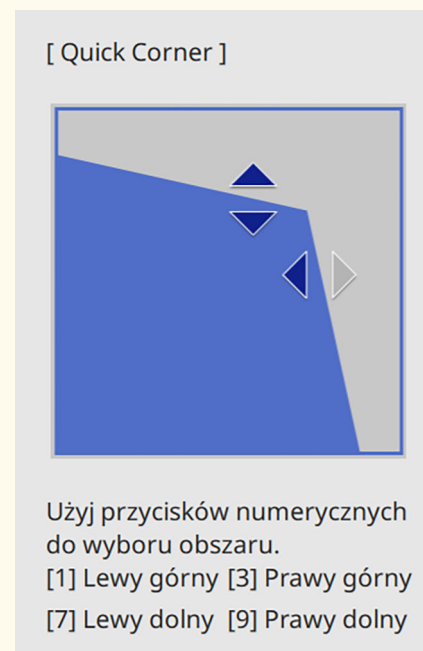 [ Quick Corner ]
Użyj przycisków numerycznych
do wyboru obszaru.
[1] Lewy górny [3] Prawy górny
[7] Lewy dolny [9] Prawy dolny